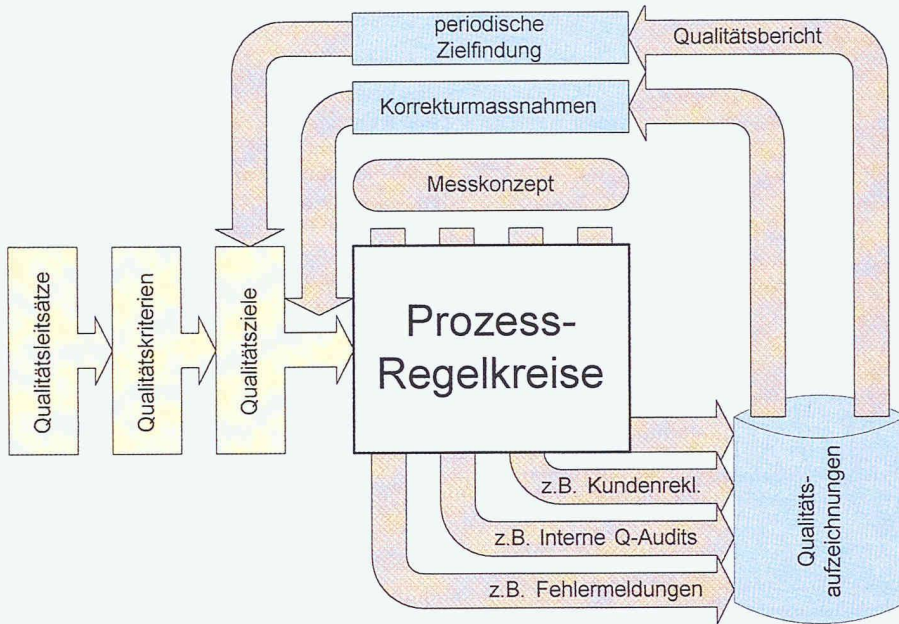 periodische
Zielfindung
Qualitätsbericht
Korrekturmassnahmen
Messkonzept
Qualitätsleitsätze
Qualitätskriterien
Qualitätsziele
Prozess-
Regelkreise
z.B. Kundenrekl.
z.B. Interne Q-Audits
z.B. Fehlermeldungen
Qualitäts-
aufzeichnungen